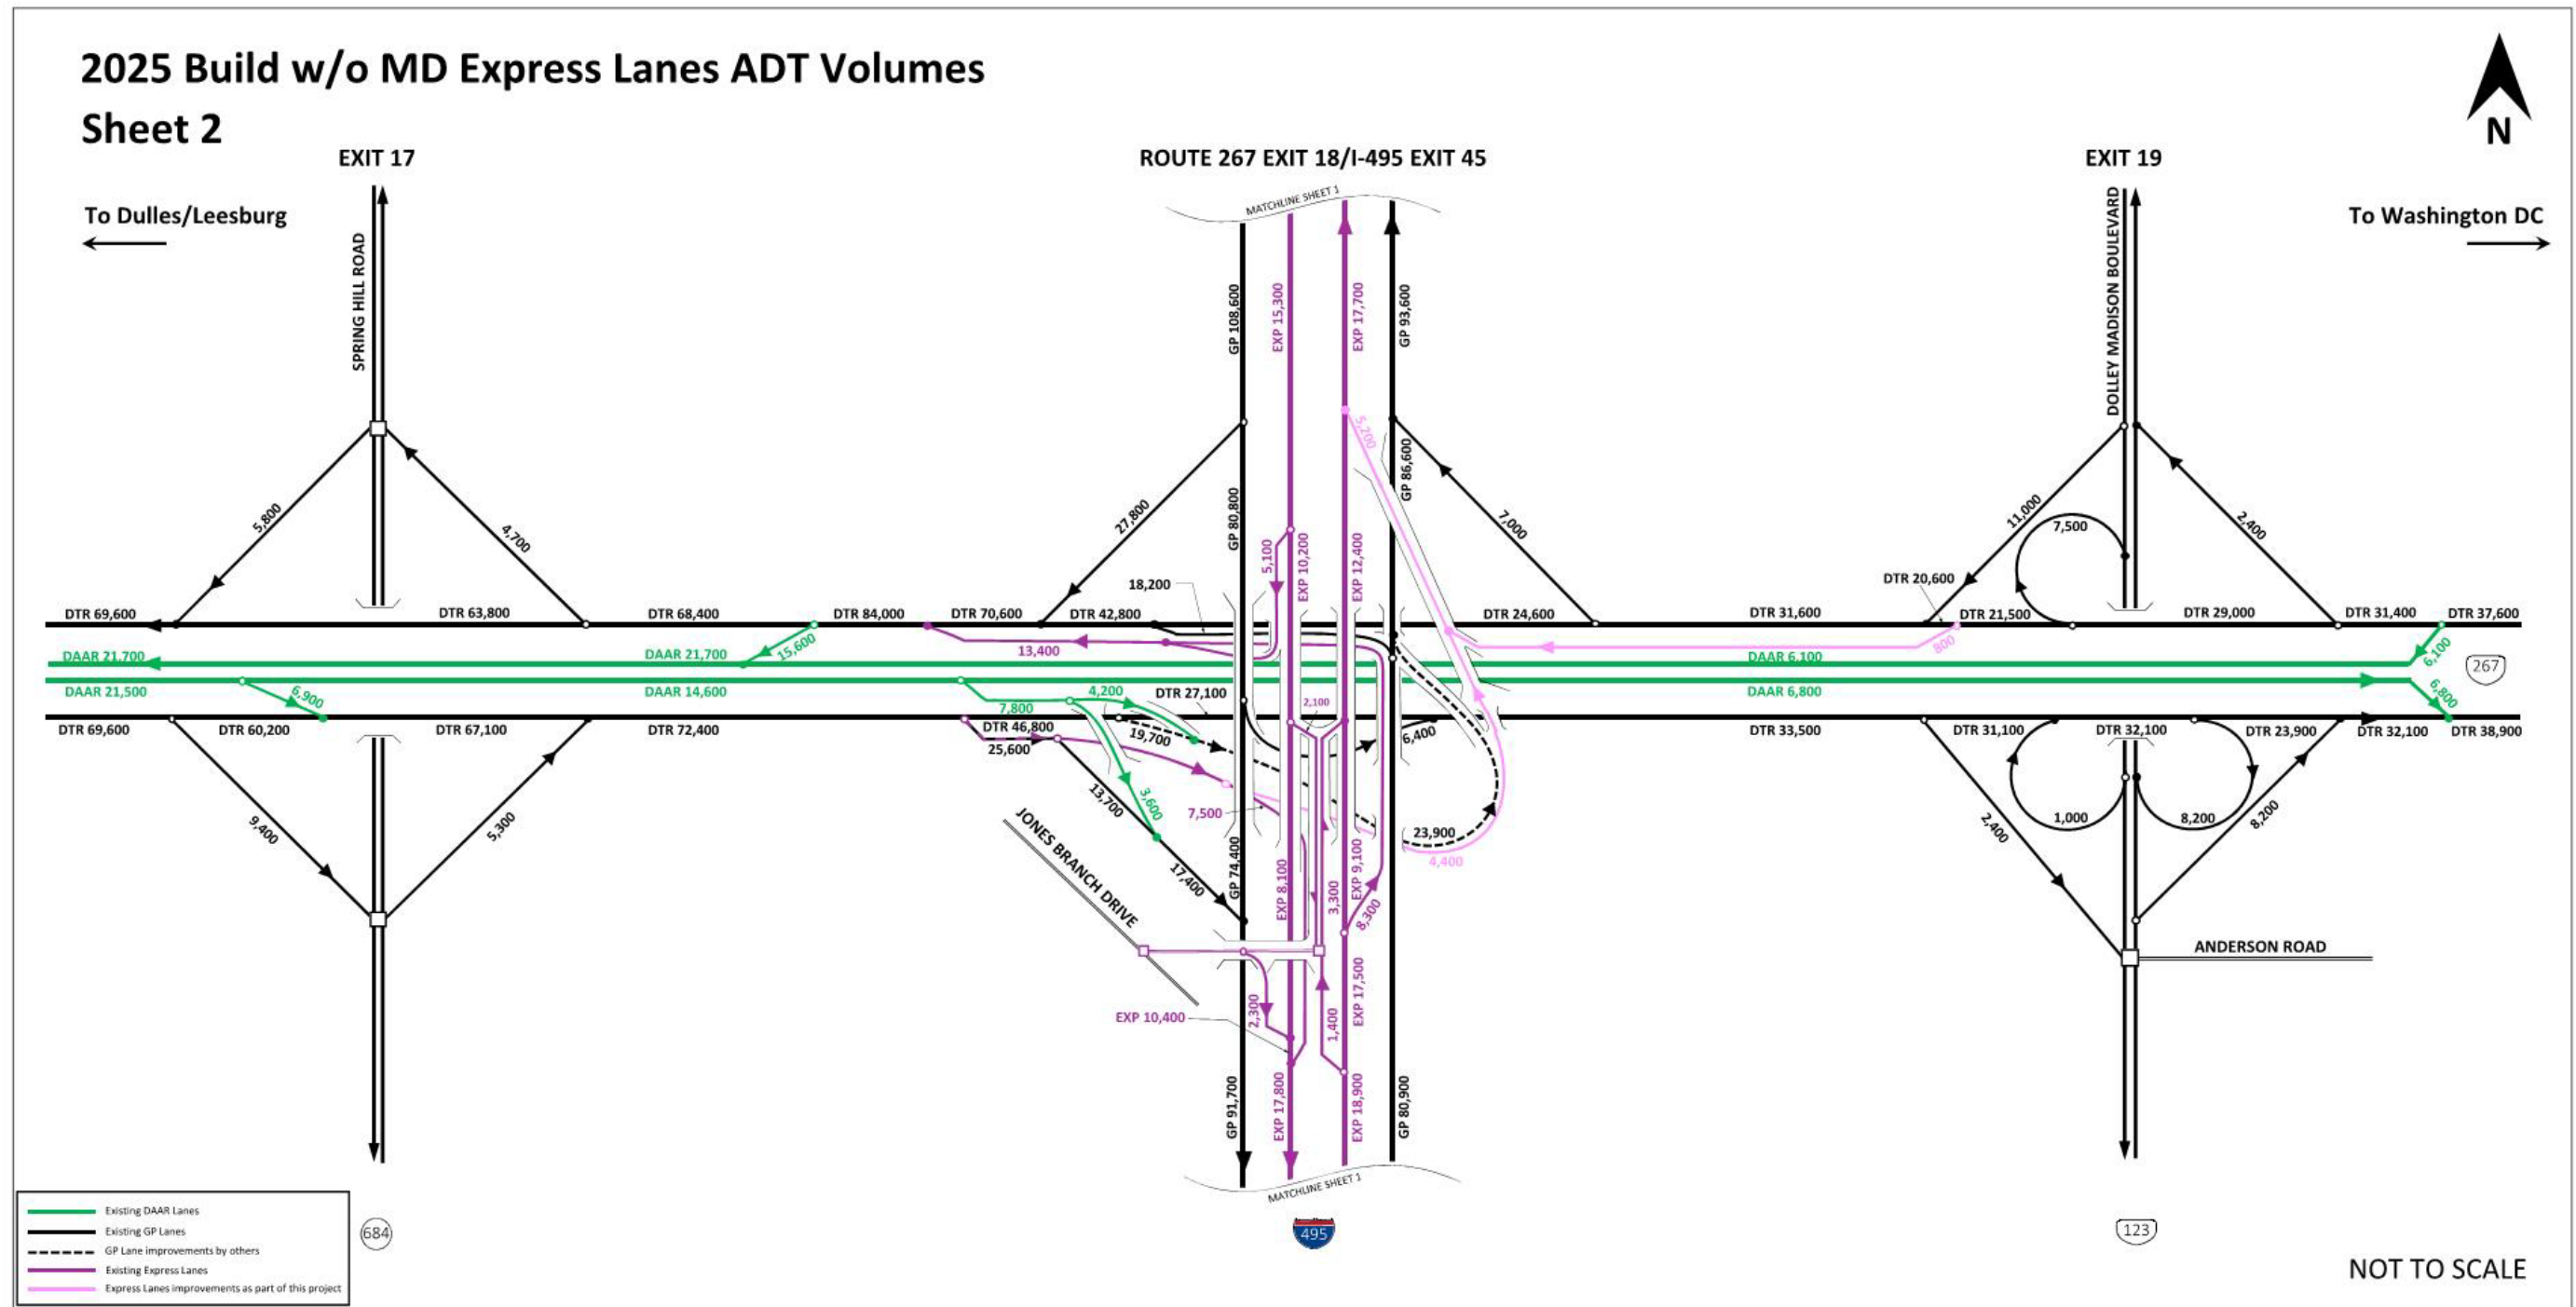 2025 Build w/o MD Express Lanes ADT Volumes
Sheet 2
N
EXIT 17
ROUTE 267 EXIT 18/I-495 EXIT 45
EXIT 19
To Dulles/Leesburg
To Washington DC
MATCHLINE SHEET 1
SPRING HILL ROAD
DOLLEY MADISON BOULEVARD
GP 108,600
EXP 15,300
EXP 17,700
GP 93,600
5,200
GP 86,600
5,800
4,700
27,800
GP 80,800
5,100
EXP 10,200
EXP 12,400
7,000
11,000
7,500
2,400
18,200
DTR 20,600
DTR 69,600
DTR 63,800
DTR 68,400
DTR 84,000
DTR 70,600
DTR 42,800
DTR 24,600
DTR 31,600
DTR 21,500
DTR 29,000
DTR 31,400
DTR 37,600
15,600
13,400
800
6,100
DAAR 21,700
DAAR 21,700
DAAR 6,100
267
DAAR 21,500
6,900
DAAR 14,600
4,200
7,800
DTR 27,100
2,100
DAAR 6,800
6,800
DTR 69,600
DTR 60,200
DTR 67,100
DTR 72,400
DTR 46,800
25,600
19,700
6,400
DTR 33,500
DTR 31,100
DTR 32,100
DTR 23,900
DTR 32,100
DTR 38,900
9,400
5,300
13,700
3,600
7,500
23,900
4,400
2,400
1,000
8,200
8,200
JONES BRANCH DRIVE
17,400
GP 74,400
EXP 8,100
3,300
EXP 9,100
8,300
ANDERSON ROAD
EXP 10,400
2,300
1,400
EXP 17,500
GP 91,700
EXP 17,800
EXP 18,900
GP 80,900
MATCHLINE SHEET 1
Existing DAAR Lanes
Existing GP Lanes
GP Lane improvements by others
Existing Express Lanes
Express Lanes improvements as part of this project
684
495
123
NOT TO SCALE